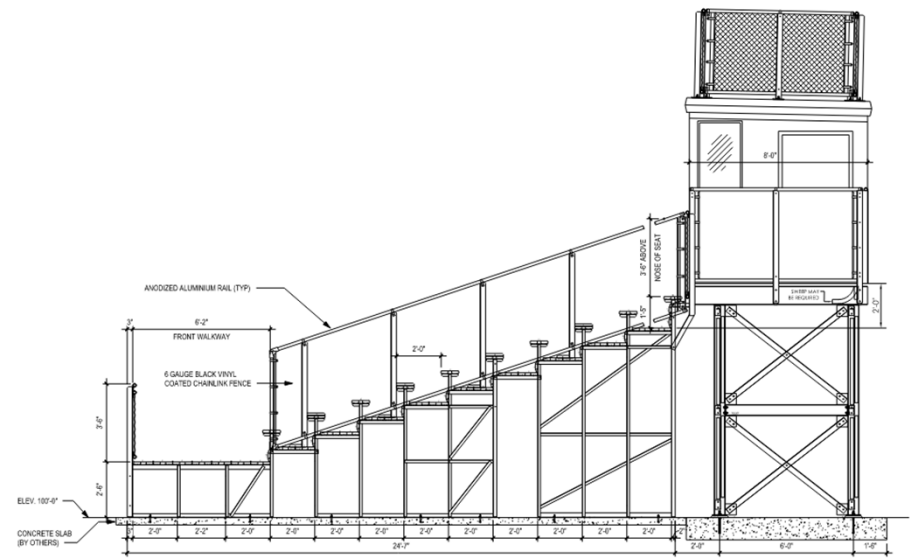 8'-0"
3'-6" ABOVE
NOSE OF SEAT
1'-5"
2'-0"
ANODIZED ALUMINIUM RAIL (TYP)
3"
6'-2"
FRONT WALKWAY
2'-0"
6 GAUGE BLACK VINYL
COATED CHAINLINK FENCE
3'-6"
2'-6"
ELEV. 100'-0"
CONCRETE SLAB
(BY OTHERS)
3"
2'-0"
2'-2"
2'-0"
2'-0"
2'-0"
2'-0"
2'-0"
2'-0"
2'-0"
2'-0"
2'-0"
2'-0"
2"
24'-7"
2'-0"
6'-0"
1'-6"